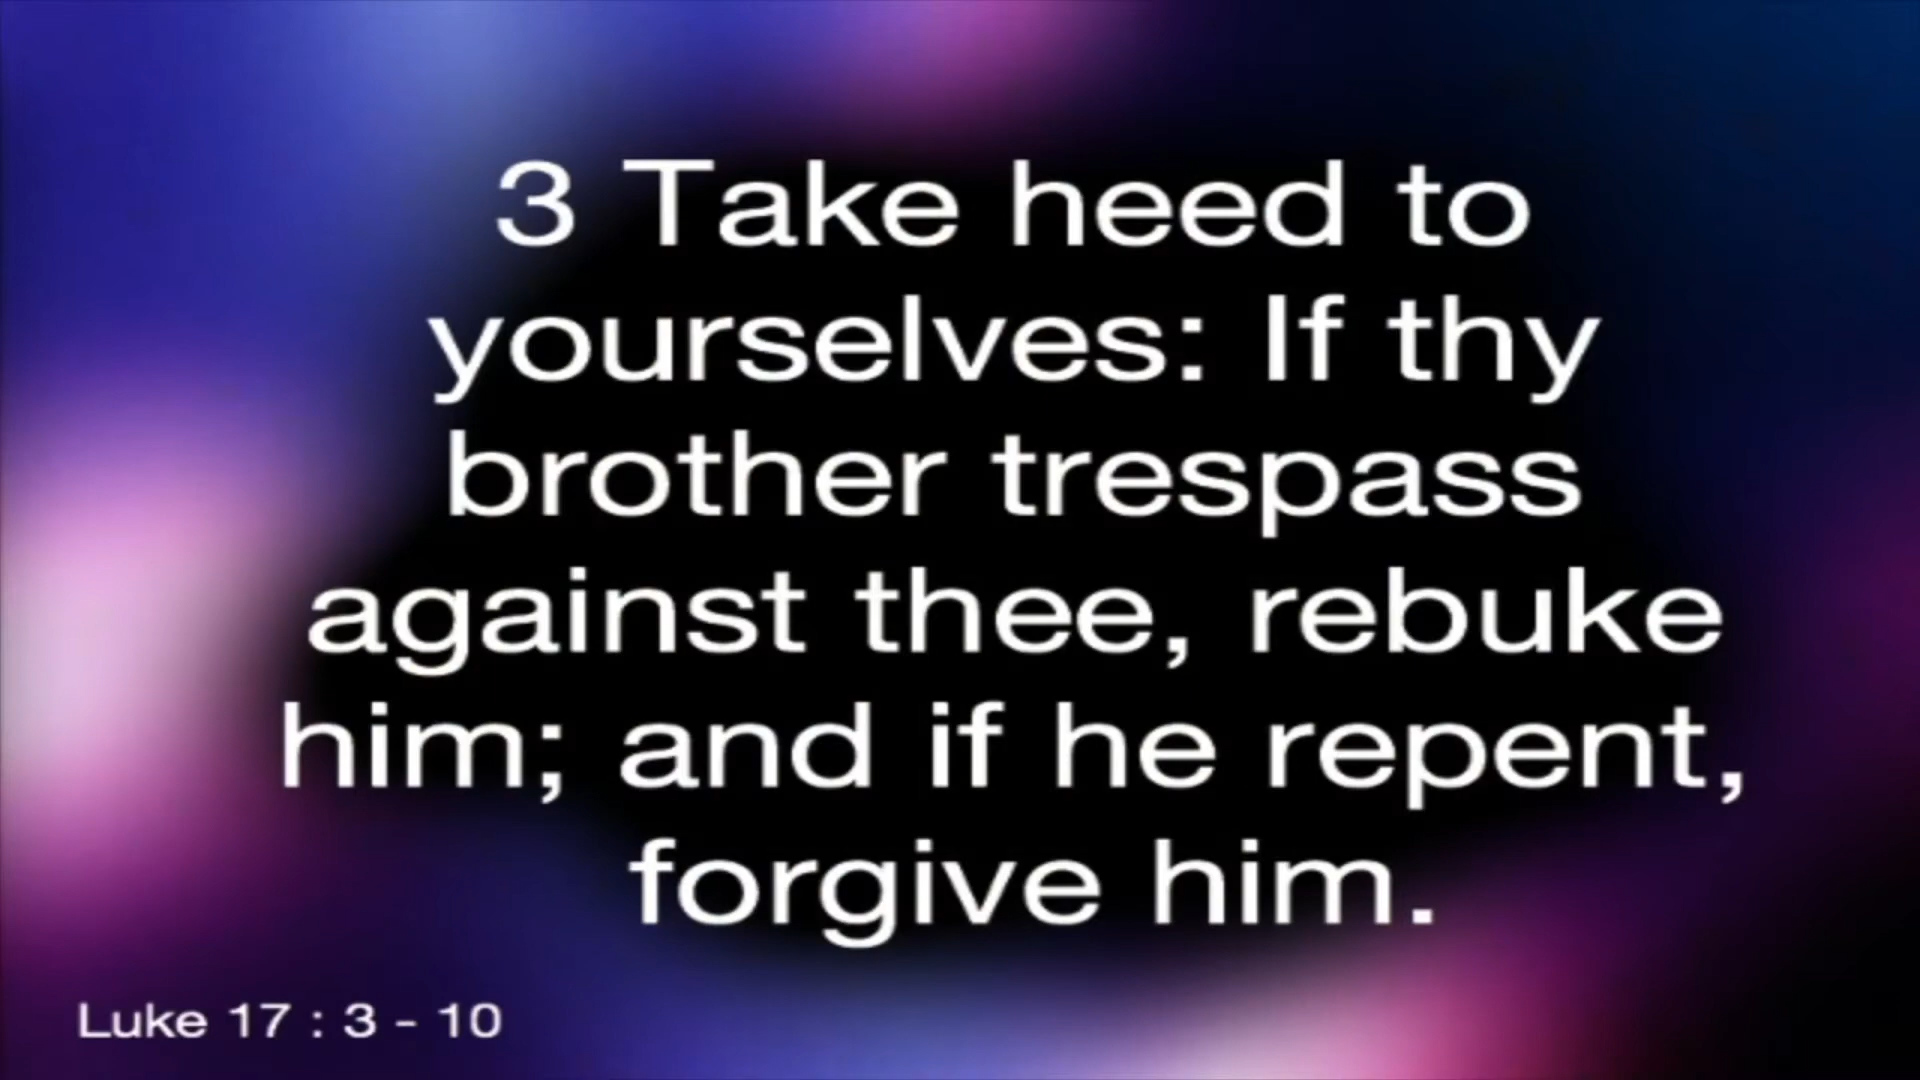 3 Take heed to
yourselves: If thy
brother trespass
against thee, rebuke
him; and if he repent,
forgive him.
Luke 17 : 3 - 10